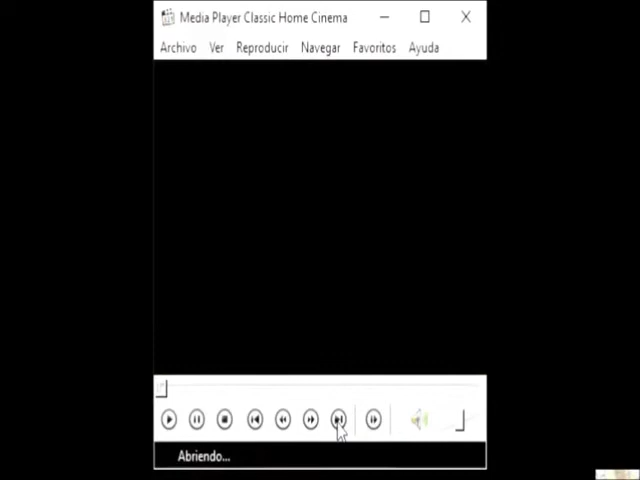 Media Player Classic Home Cinema
Archivo Ver Reproducir Navegar Favoritos Ayuda
Abriendo...